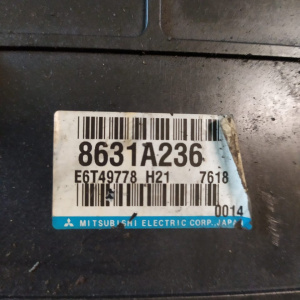 8631A236
E6T49778 H21 7618
0014
MITSUBISHI ELECTRIC CORP., JAPAN